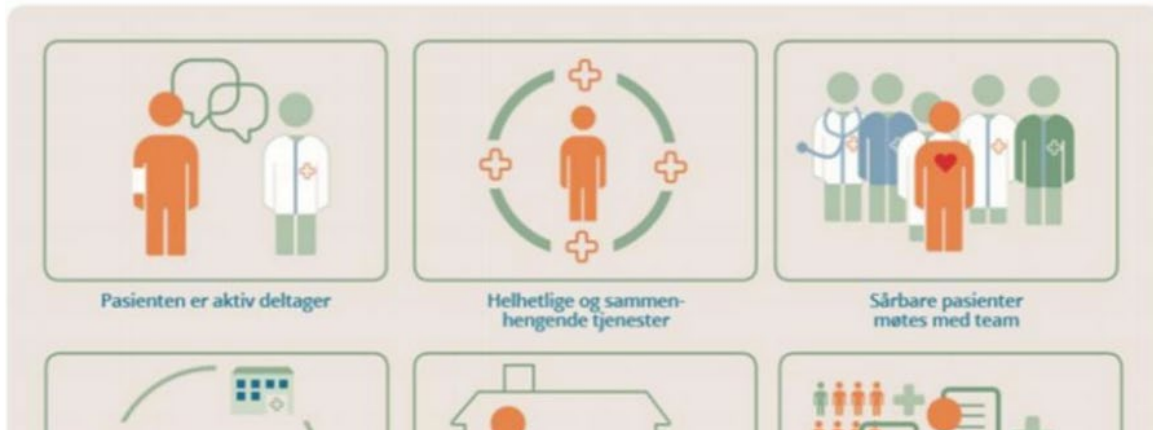 Pasienten er aktiv deltager
Helhetlige og sammen-
hengende tjenester
Sårbare pasienter
møtes med team